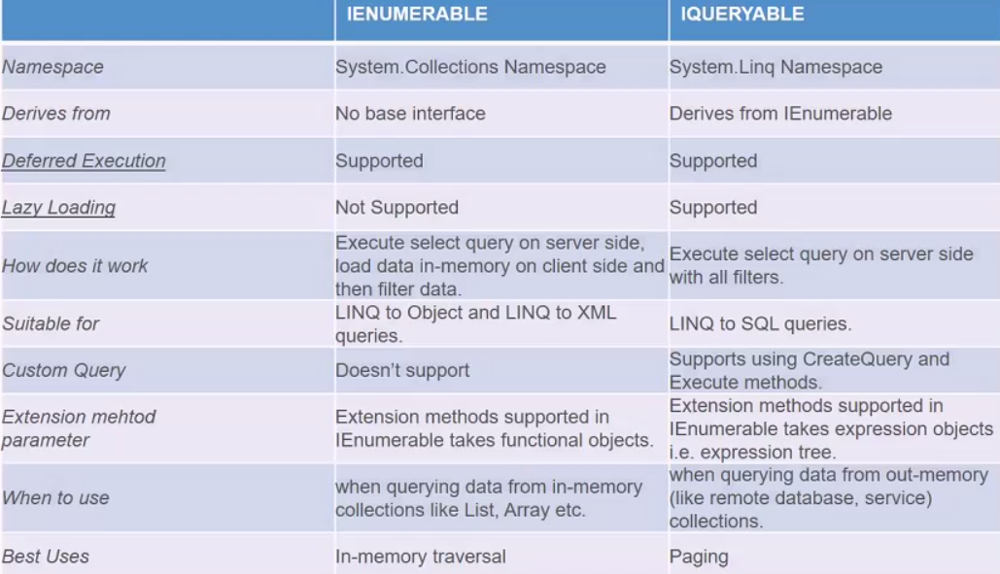 IENUMERABLE
IQUERYABLE
Namespace
System.Collections Namespace
System.Linq Namespace
Derives from
No base interface
Derives from IEnumerable
Deferred Execution
Supported
Supported
Lazy Loading
Not Supported
Supported
How does it work
Execute select query on server side,
load data in-memory on client side and
then filter data.
Execute select query on server side
with all filters.
Suitable for
LINQ to Object and LINQ to XML
queries.
LINQ to SQL queries.
Custom Query
Doesn't support
Supports using CreateQuery and
Execute methods.
Extension mehtod
parameter
Extension methods supported in
IEnumerable takes functional objects.
Extension methods supported in
IEnumerable takes expression objects
i.e. expression tree.
When to use
when querying data from in-memory
collections like List, Array etc.
when querying data from out-memory
(like remote database, service)
collections.
Best Uses
In-memory traversal
Paging